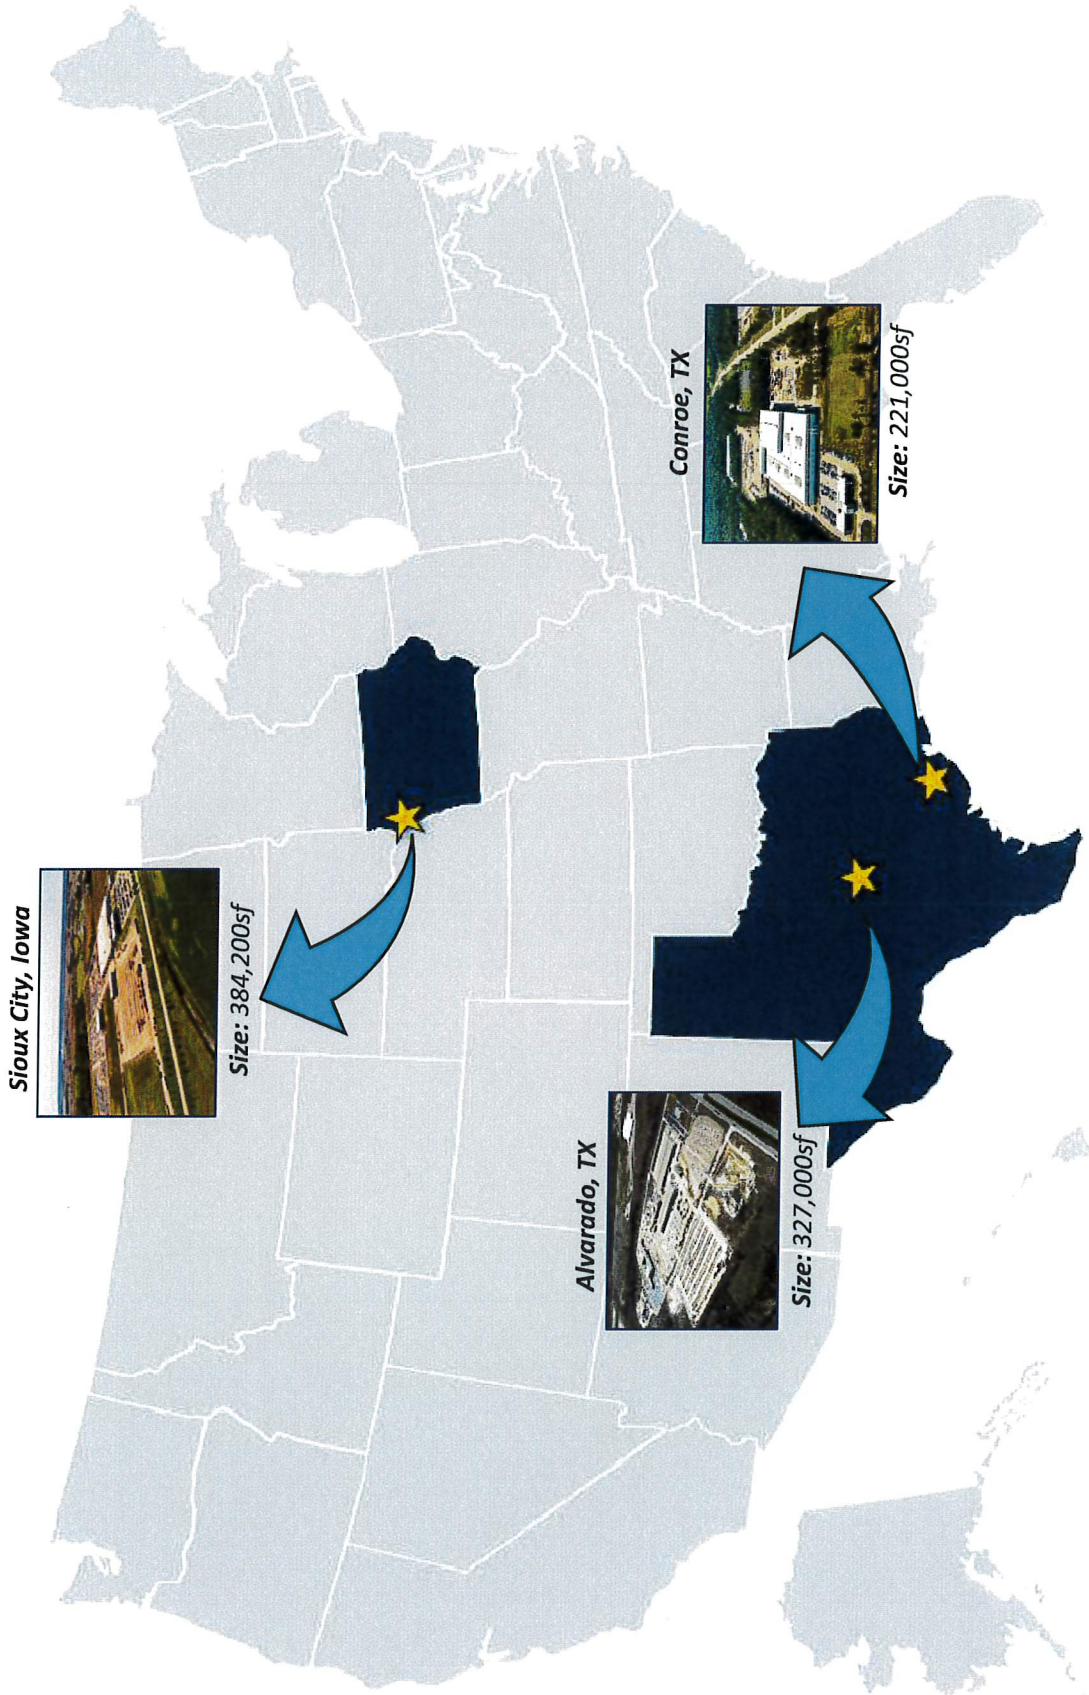 Sioux City, Iowa
Size: 384,200sf
Alvarado, TX
Size: 327,000sf
Conroe, TX
Size: 221,000sf